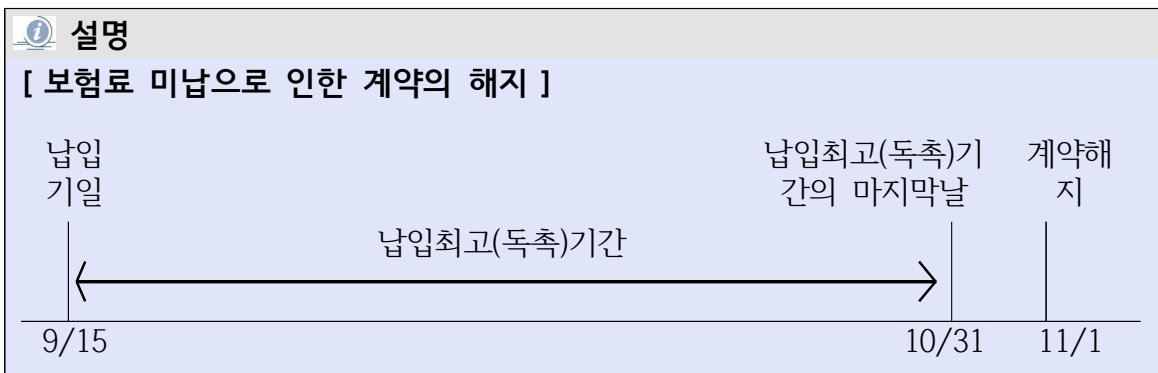 설명
[ 보험료 미납으로 인한 계약의 해지 ]
납입
기일
납입최고(독촉)기
간의 마지막날
계약해
지
납입최고(독촉)기간
9/15
10/31
11/1